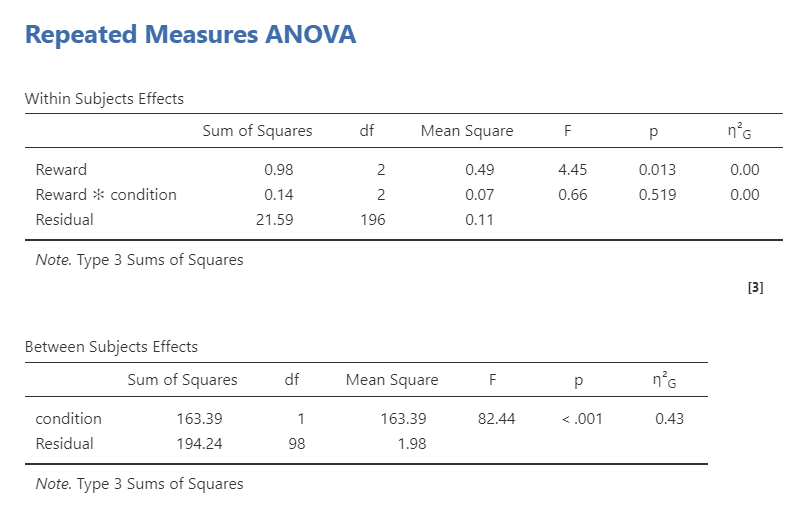 Repeated Measures ANOVA
Within Subjects Effects
Sum of Squares df Mean Square F p η²G
Reward 0.98 2 0.49 4.45 0.013 0.00
Reward ✻ condition 0.14 2 0.07 0.66 0.519 0.00
Residual 21.59 196 0.11
Note. Type 3 Sums of Squares
[3]
Between Subjects Effects
Sum of Squares df Mean Square F p η²G
condition 163.39 1 163.39 82.44 < .001 0.43
Residual 194.24 98 1.98
Note. Type 3 Sums of Squares